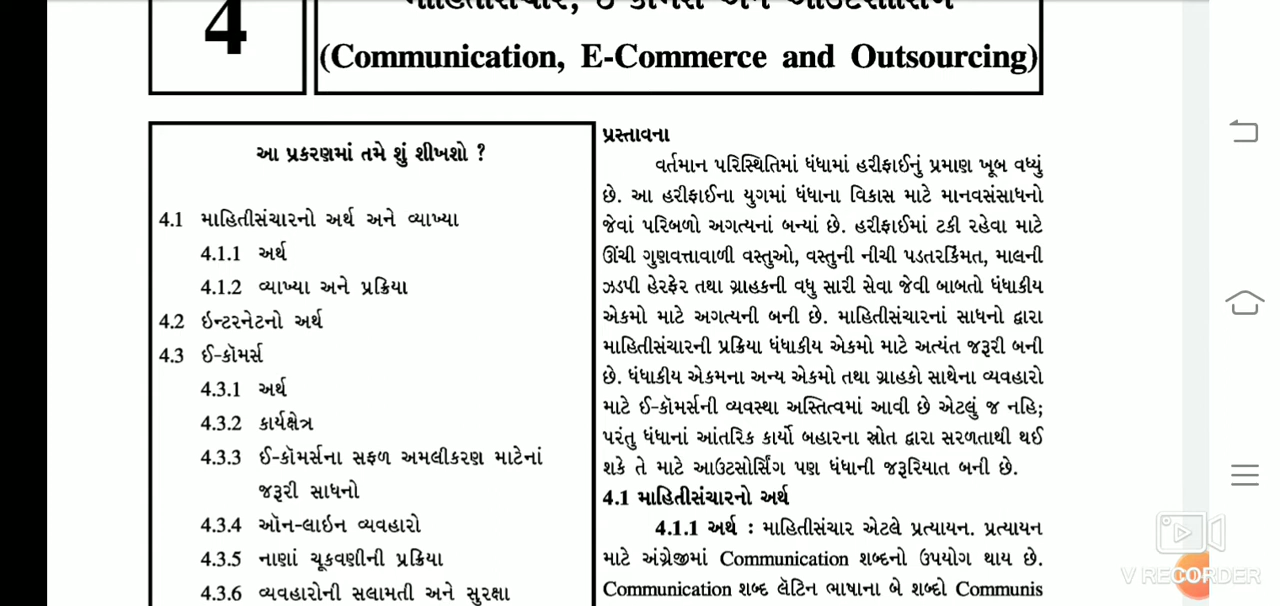 4
માહિતીસંચાર, ઈ-કૉમર્સ અને આઉટસોર્સિંગ
(Communication, E-Commerce and Outsourcing)
આ પ્રકરણમાં તમે શું શીખશો ?
4.1 માહિતીસંચારનો અર્થ અને વ્યાખ્યા
4.1.1 અર્થ
4.1.2 વ્યાખ્યા અને પ્રક્રિયા
4.2 ઇન્ટરનેટનો અર્થ
4.3 ઈ-કૉમર્સ
4.3.1 અર્થ
4.3.2 કાર્યક્ષેત્ર
4.3.3 ઈ-કૉમર્સના સફળ અમલીકરણ માટેનાં
જરૂરી સાધનો
4.3.4 ઑન-લાઇન વ્યવહારો
4.3.5 નાણાં ચૂકવણીની પ્રક્રિયા
4.3.6 વ્યવહારોની સલામતી અને સુરક્ષા
પ્રસ્તાવના
વર્તમાન પરિસ્થિતિમાં ધંધામાં હરીફાઈનું પ્રમાણ ખૂબ વધ્યું
છે. આ હરીફાઈના યુગમાં ધંધાના વિકાસ માટે માનવસંસાધનો
જેવાં પરિબળો અગત્યનાં બન્યાં છે. હરીફાઈમાં ટકી રહેવા માટે
ઊંચી ગુણવત્તાવાળી વસ્તુઓ, વસ્તુની નીચી પડતરકિંમત, માલની
ઝડપી હેરફેર તથા ગ્રાહકની વધુ સારી સેવા જેવી બાબતો ધંધાકીય
એકમો માટે અગત્યની બની છે. માહિતીસંચારનાં સાધનો દ્વારા
માહિતીસંચારની પ્રક્રિયા ધંધાકીય એકમો માટે અત્યંત જરૂરી બની
છે. ધંધાકીય એકમના અન્ય એકમો તથા ગ્રાહકો સાથેના વ્યવહારો
માટે ઈ-કૉમર્સની વ્યવસ્થા અસ્તિત્વમાં આવી છે એટલું જ નહિ;
પરંતુ ધંધાનાં આંતરિક કાર્યો બહારના સ્રોત દ્વારા સરળતાથી થઈ
શકે તે માટે આઉટસોર્સિંગ પણ ધંધાની જરૂરિયાત બની છે.
4.1 માહિતીસંચારનો અર્થ
4.1.1 અર્થ : માહિતીસંચાર એટલે પ્રત્યાયન. પ્રત્યાયન
માટે અંગ્રેજીમાં Communication શબ્દનો ઉપયોગ થાય છે.
Communication શબ્દ લૅટિન ભાષાના બે શબ્દો Communis
V RECORDER